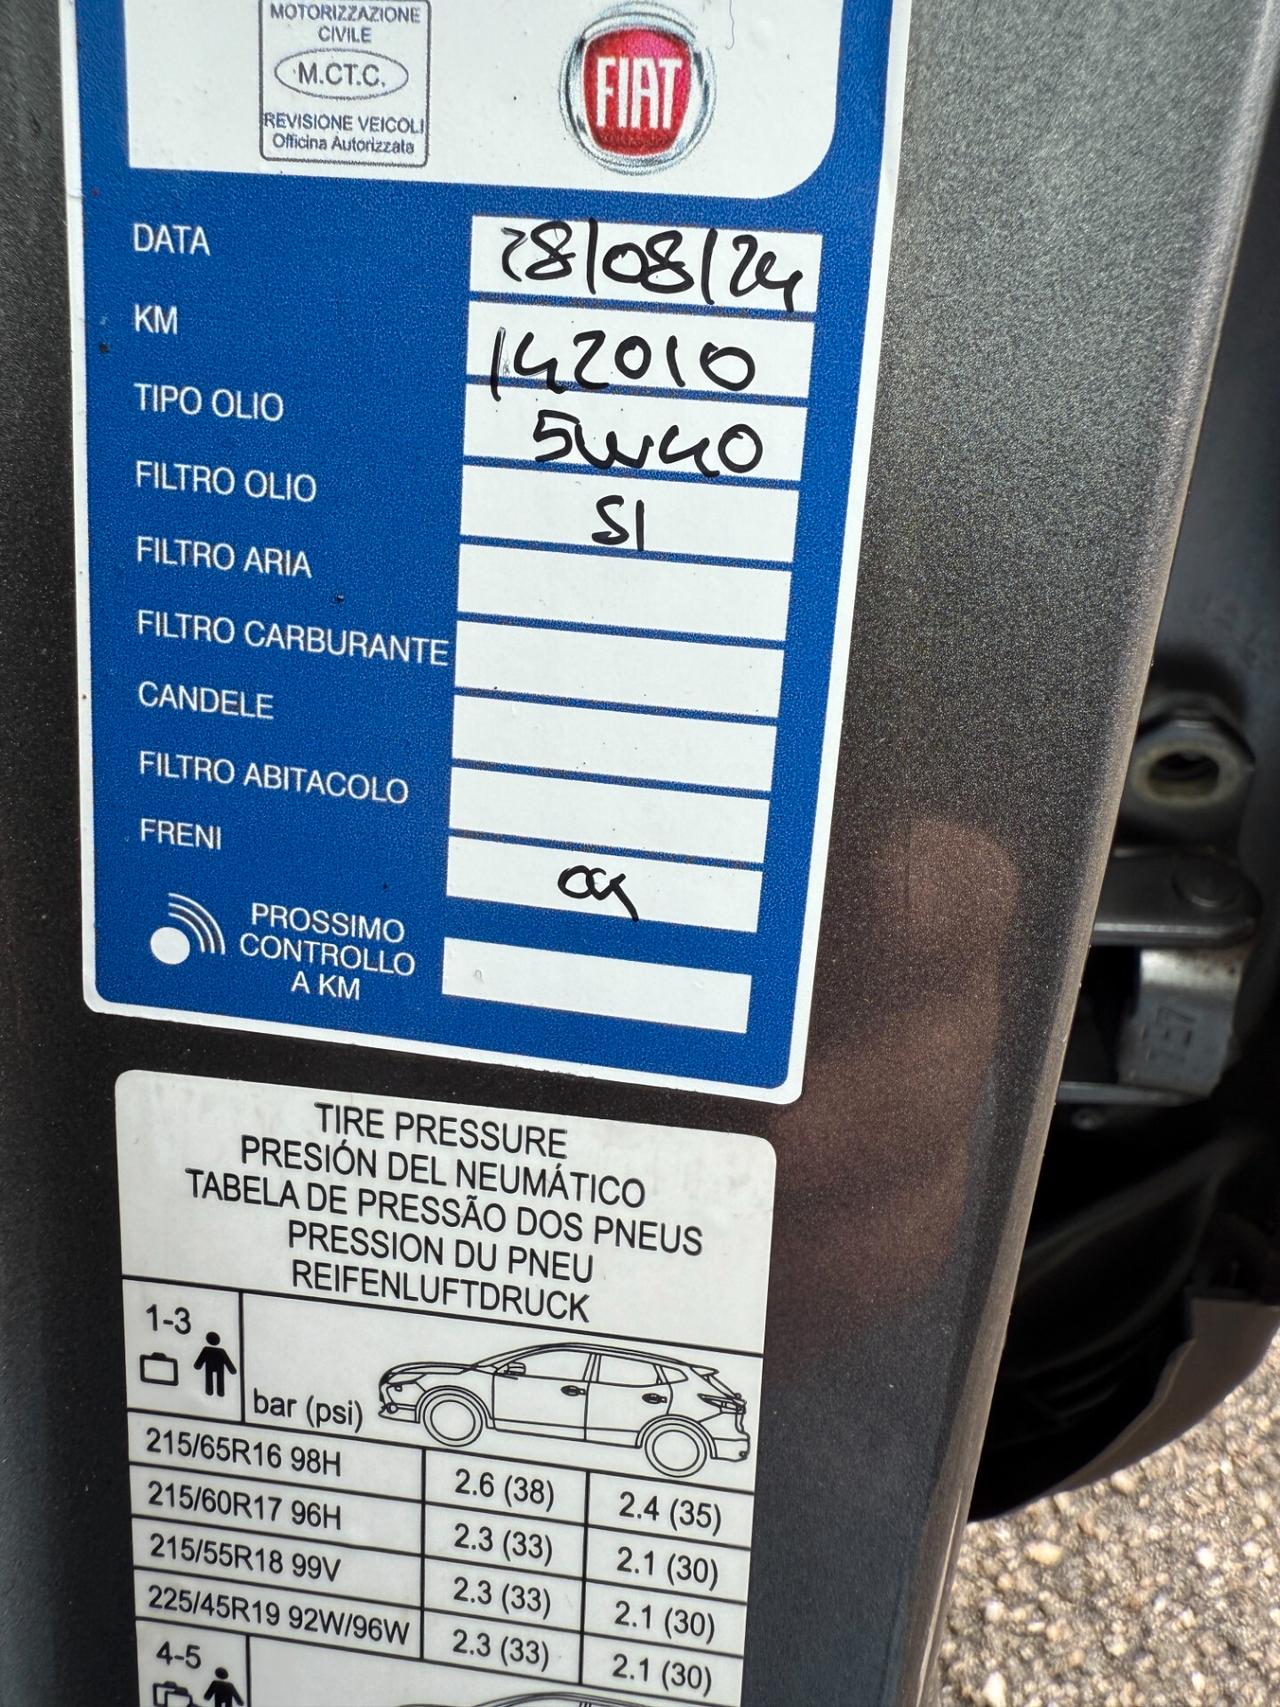 MOTORIZZAZIONE
CIVILE
M.CT.C.
REVISIONE VEICOLI
Officina Autorizzata
FIAT
DATA 28/08/24
KM 142010
TIPO OLIO 5W40
FILTRO OLIO SI
FILTRO ARIA
FILTRO CARBURANTE
CANDELE
FILTRO ABITACOLO
FRENI OK
PROSSIMO
CONTROLLO
A KM
TIRE PRESSURE
PRESIÓN DEL NEUMÁTICO
TABELA DE PRESSÃO DOS PNEUS
PRESSION DU PNEU
REIFENLUFTDRUCK
1-3
bar (psi)
215/65R16 98H 2.6 (38) 2.4 (35)
215/60R17 96H 2.3 (33) 2.1 (30)
215/55R18 99V 2.3 (33) 2.1 (30)
225/45R19 92W/96W 2.3 (33) 2.1 (30)
4-5